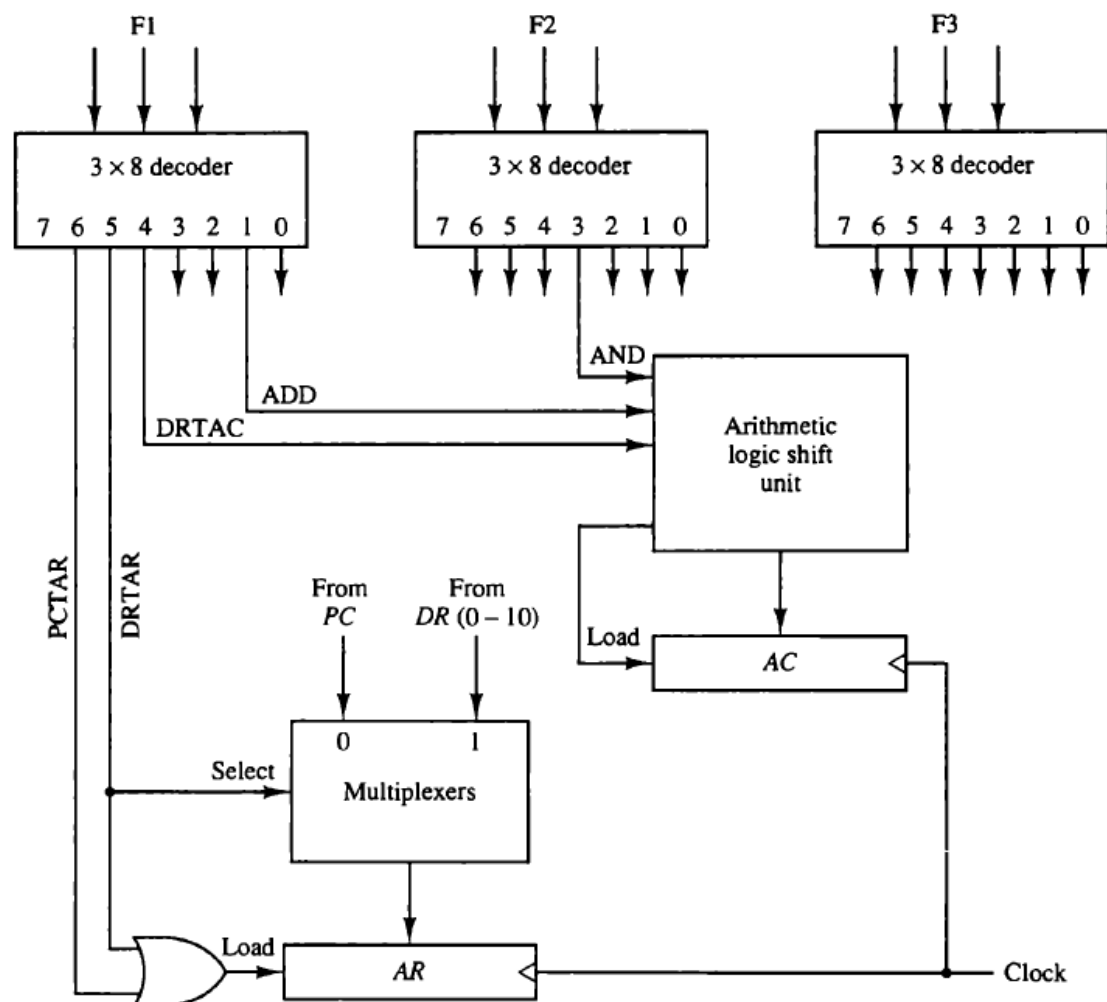 F1
F2
F3
3 × 8 decoder
3 × 8 decoder
3 × 8 decoder
7 6 5 4 3 2 1 0
7 6 5 4 3 2 1 0
7 6 5 4 3 2 1 0
AND
ADD
DRTAC
Arithmetic
logic shift
unit
PCTAR
DRTAR
From
PC
From
DR (0 – 10)
Load
AC
0 1
Select
Multiplexers
Load
AR
Clock